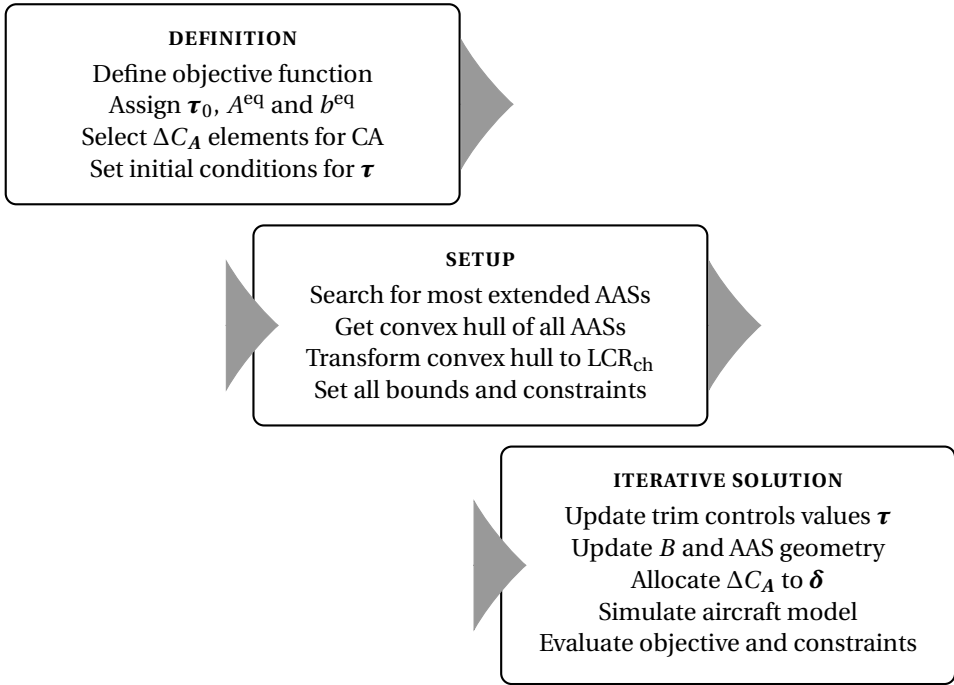 DEFINITION
Define objective function
Assign τ₀, Aᵉq and bᵉq
Select ΔC_A elements for CA
Set initial conditions for τ
SETUP
Search for most extended AASs
Get convex hull of all AASs
Transform convex hull to LCR_ch
Set all bounds and constraints
ITERATIVE SOLUTION
Update trim controls values τ
Update B and AAS geometry
Allocate ΔC_A to δ
Simulate aircraft model
Evaluate objective and constraints